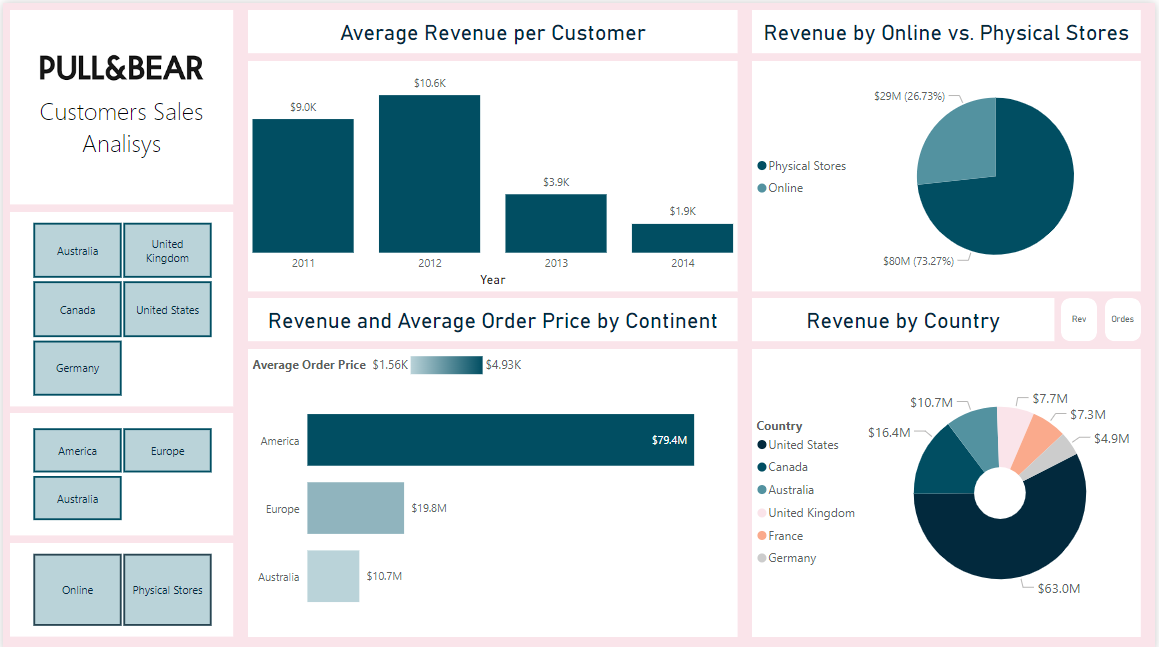 PULL&BEAR
Customers Sales
Analisys
Australia
United
Kingdom
Canada
United States
Germany
America
Europe
Australia
Online
Physical Stores
Average Revenue per Customer
$9.0K
$10.6K
$3.9K
$1.9K
2011
2012
2013
2014
Year
Revenue by Online vs. Physical Stores
$29M (26.73%)
Physical Stores
Online
$80M (73.27%)
Revenue and Average Order Price by Continent
Average Order Price $1.56K $4.93K
America
$79.4M
Europe
$19.8M
Australia
$10.7M
Revenue by Country
Rev
Ordes
Country
United States
Canada
Australia
United Kingdom
France
Germany
$10.7M
$7.7M
$7.3M
$16.4M
$4.9M
$63.0M